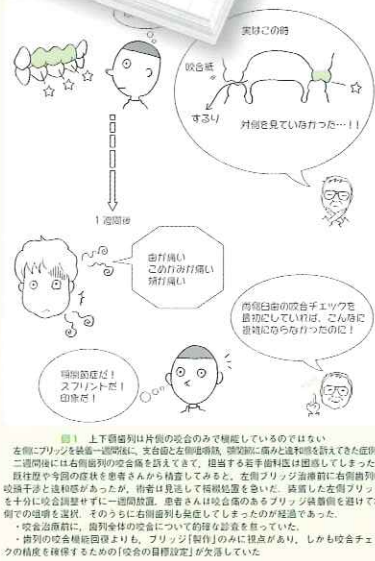 実はこの時
咬合紙
するり
対側を見ていなかった…!!
1週間後
歯が痛い
こめかみが痛い
頬が痛い
両側臼歯の咬合チェックを
最初にしていれば、こんなに
複雑にならなかったのに!
顎関節症だ!
スプリントだ!
印象だ!
図1 上下顎歯列は片側の咬合のみで機能しているのではない
左側にブリッジを装着一週間後に、支台歯と左側咀嚼筋、顎関節に痛みと違和感を訴えてきた症例
二週間後には右側歯列の咬合痛を訴えてきて、担当する若手歯科医は困惑してしまった
既往歴や今回の症状を患者さんから精査してみると、左側ブリッジ治療前に右側歯列の
咬頭干渉と違和感があったが、術者は見逃して補綴処置を急いだ。装着した左側ブリッジ
を十分に咬合調整せずに一週間放置。患者さんは咬合痛のあるブリッジ装着側を避けて右
側での咀嚼を選択。そのうちに右側歯列も発症してしまったのが経過であった.
・咬合治療前に、歯列全体の咬合について的確な診査を怠っていた.
・歯列の咬合機能回復よりも、ブリッジ「製作」のみに視点があり、しかも咬合チェッ
クの精度を確保するための「咬合の目標設定」が欠落していた